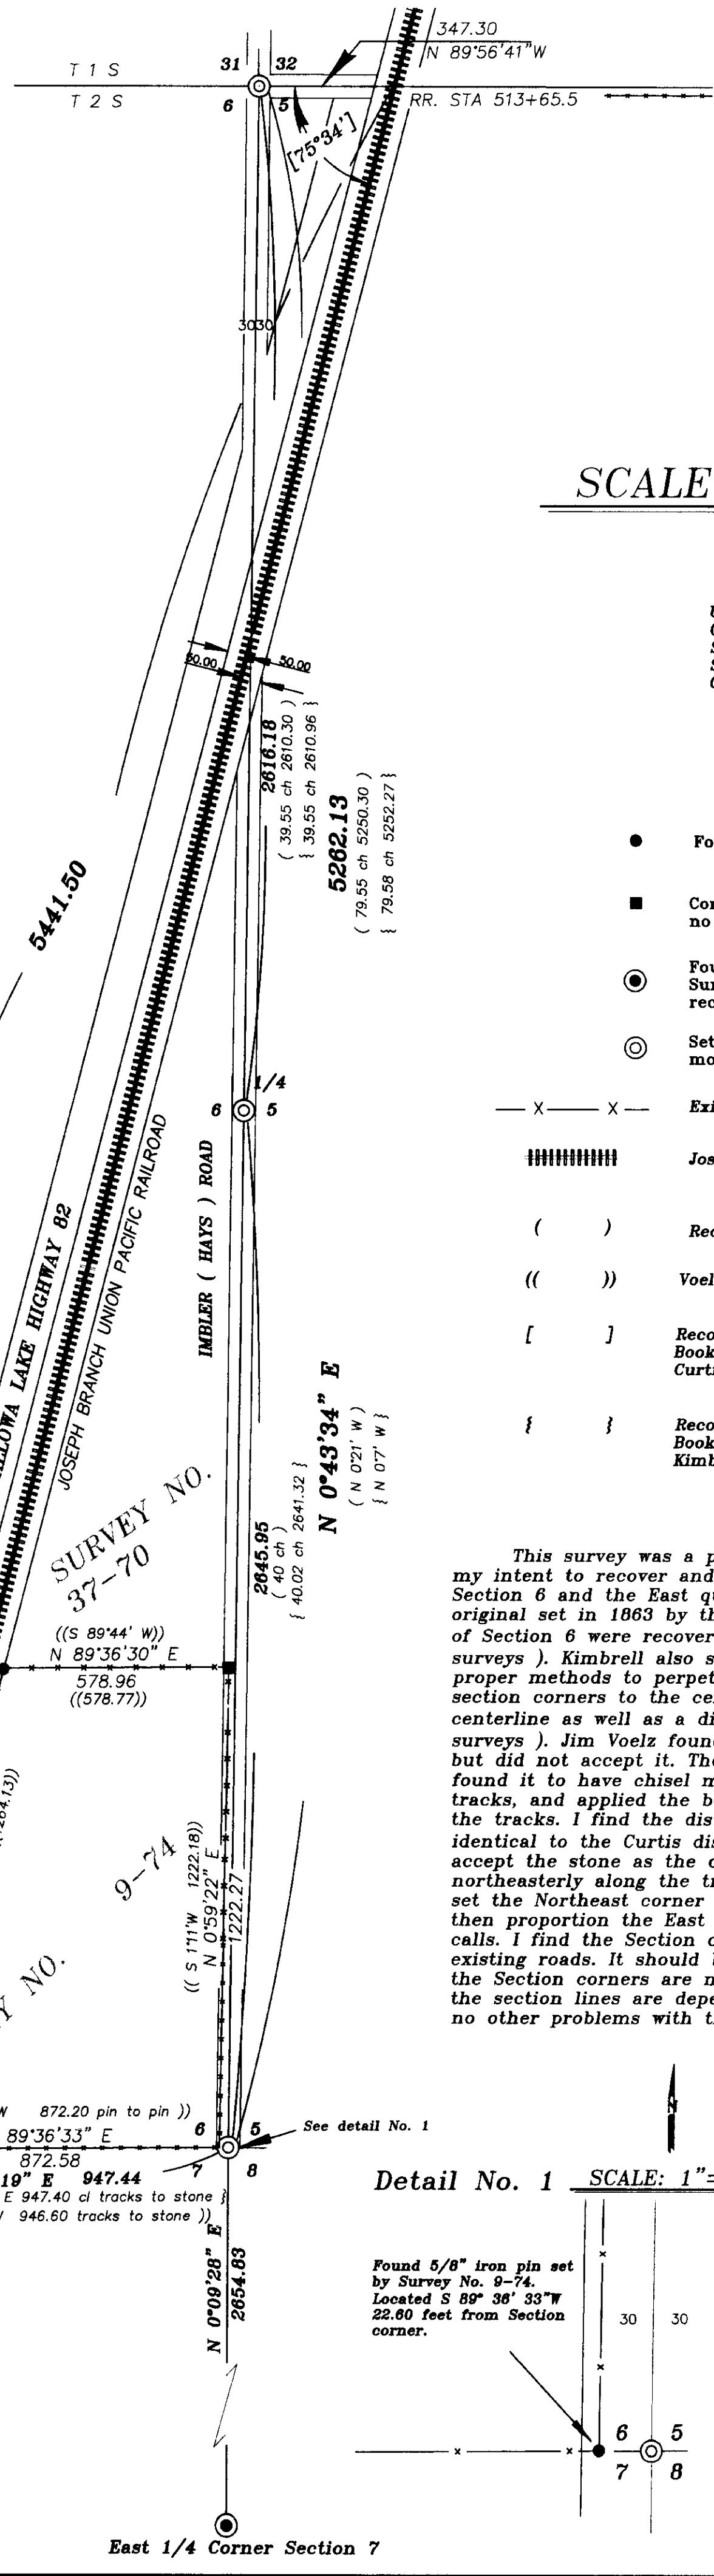 347.30
N 89°56'41"W
31 32
T 1 S
T 2 S
6 5
RR. STA 513+65.5
[75°34']
3030
SCALE
50.00
50.00
2616.18
( 39.55 ch 2610.30 )
{ 39.55 ch 2610.96 }
5262.13
( 79.55 ch 5250.30 )
{ 79.58 ch 5252.27 }
5441.50
Fo
Cor
no
Fou
Sur
rec
Set
mo
1/4
6 5
X X
Exi
Jos
( )
Rec
(( ))
Voel
[ ]
Reco
Book
Curt
{ }
Reco
Book
Kimb
IMBLER ( HAYS ) ROAD
LLOWA LAKE HIGHWAY 82
JOSEPH BRANCH UNION PACIFIC RAILROAD
N 0°43'34" E
( N 0°21' W )
{ N 0°7' W }
2645.95
( 40 ch )
{ 40.02 ch 2641.32 }
SURVEY NO.
37-70
((S 89°44' W))
N 89°36'30" E
578.96
((578.77))
This survey was a p
my intent to recover and
Section 6 and the East qu
original set in 1863 by th
of Section 6 were recover
surveys ). Kimbrell also s
proper methods to perpet
section corners to the ce
centerline as well as a di
surveys ). Jim Voelz foun
but did not accept it. The
found it to have chisel m
tracks, and applied the b
the tracks. I find the dis
identical to the Curtis dis
accept the stone as the o
northeasterly along the tr
set the Northeast corner
then proportion the East
calls. I find the Section c
existing roads. It should
the Section corners are n
the section lines are depe
no other problems with t
1264.13))
9-74
(( S 1°11'W 1222.18))
N 0°59'22" E
1222.27
Y NO.
W 872.20 pin to pin ))
89°36'33" E
872.58
19" E 947.44
E 947.40 cl tracks to stone }
946.60 tracks to stone ))
6 5
7 8
See detail No. 1
N
Detail No. 1 SCALE: 1"=
N 0°09'28" E
2654.83
Found 5/8" iron pin set
by Survey No. 9-74.
Located S 89° 36' 33"W
22.60 feet from Section
corner.
30 30
6 5
7 8
East 1/4 Corner Section 7